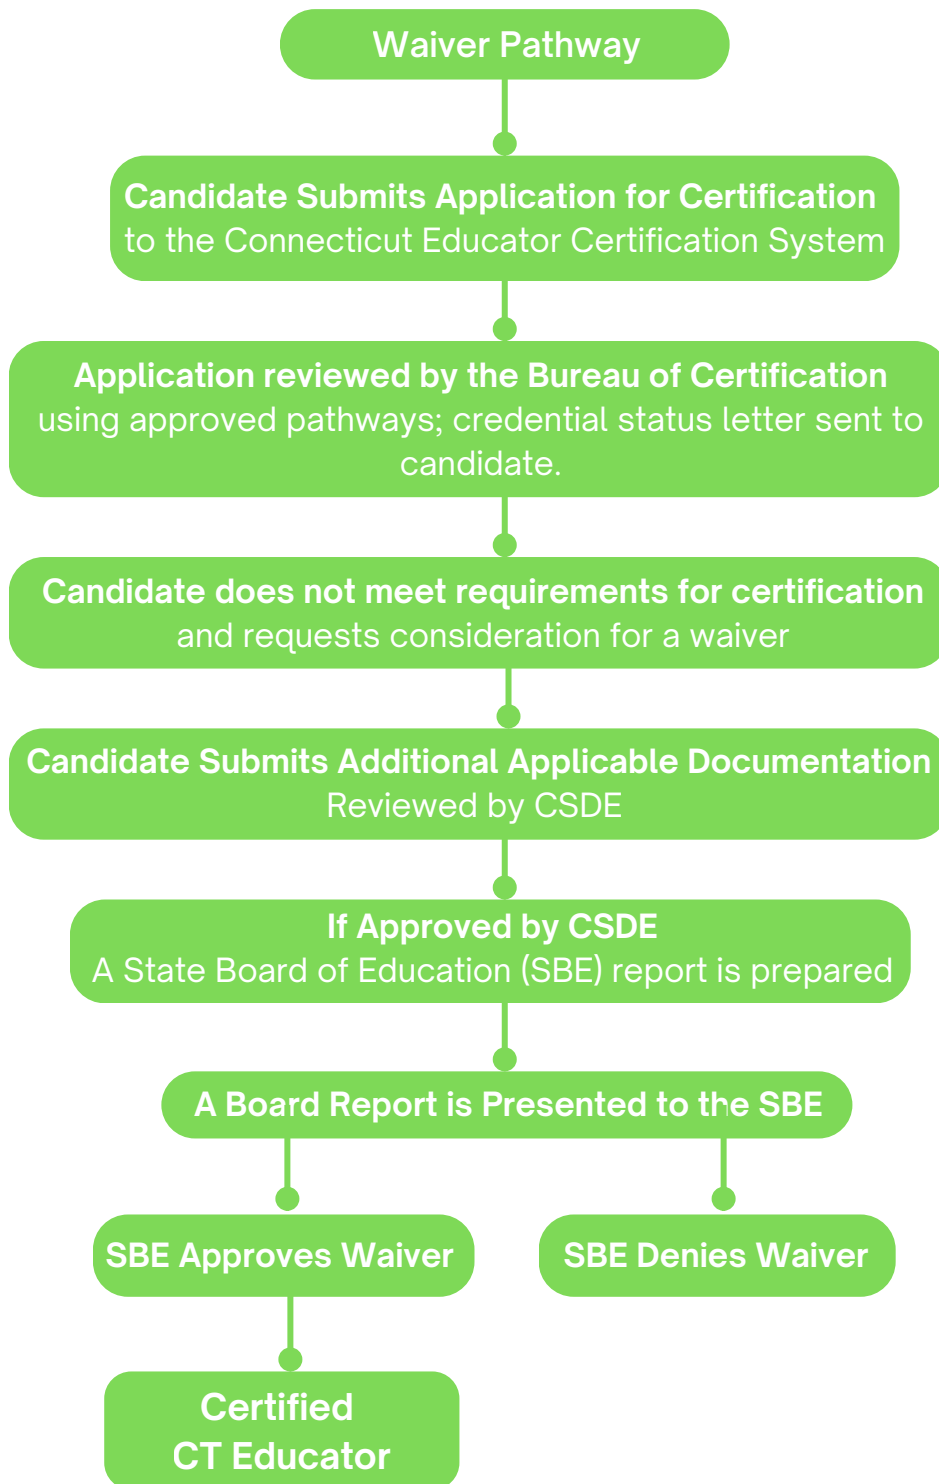 Waiver Pathway
Candidate Submits Application for Certification
to the Connecticut Educator Certification System
Application reviewed by the Bureau of Certification
using approved pathways; credential status letter sent to
candidate.
Candidate does not meet requirements for certification
and requests consideration for a waiver
Candidate Submits Additional Applicable Documentation
Reviewed by CSDE
If Approved by CSDE
A State Board of Education (SBE) report is prepared
A Board Report is Presented to the SBE
SBE Approves Waiver
SBE Denies Waiver
Certified
CT Educator